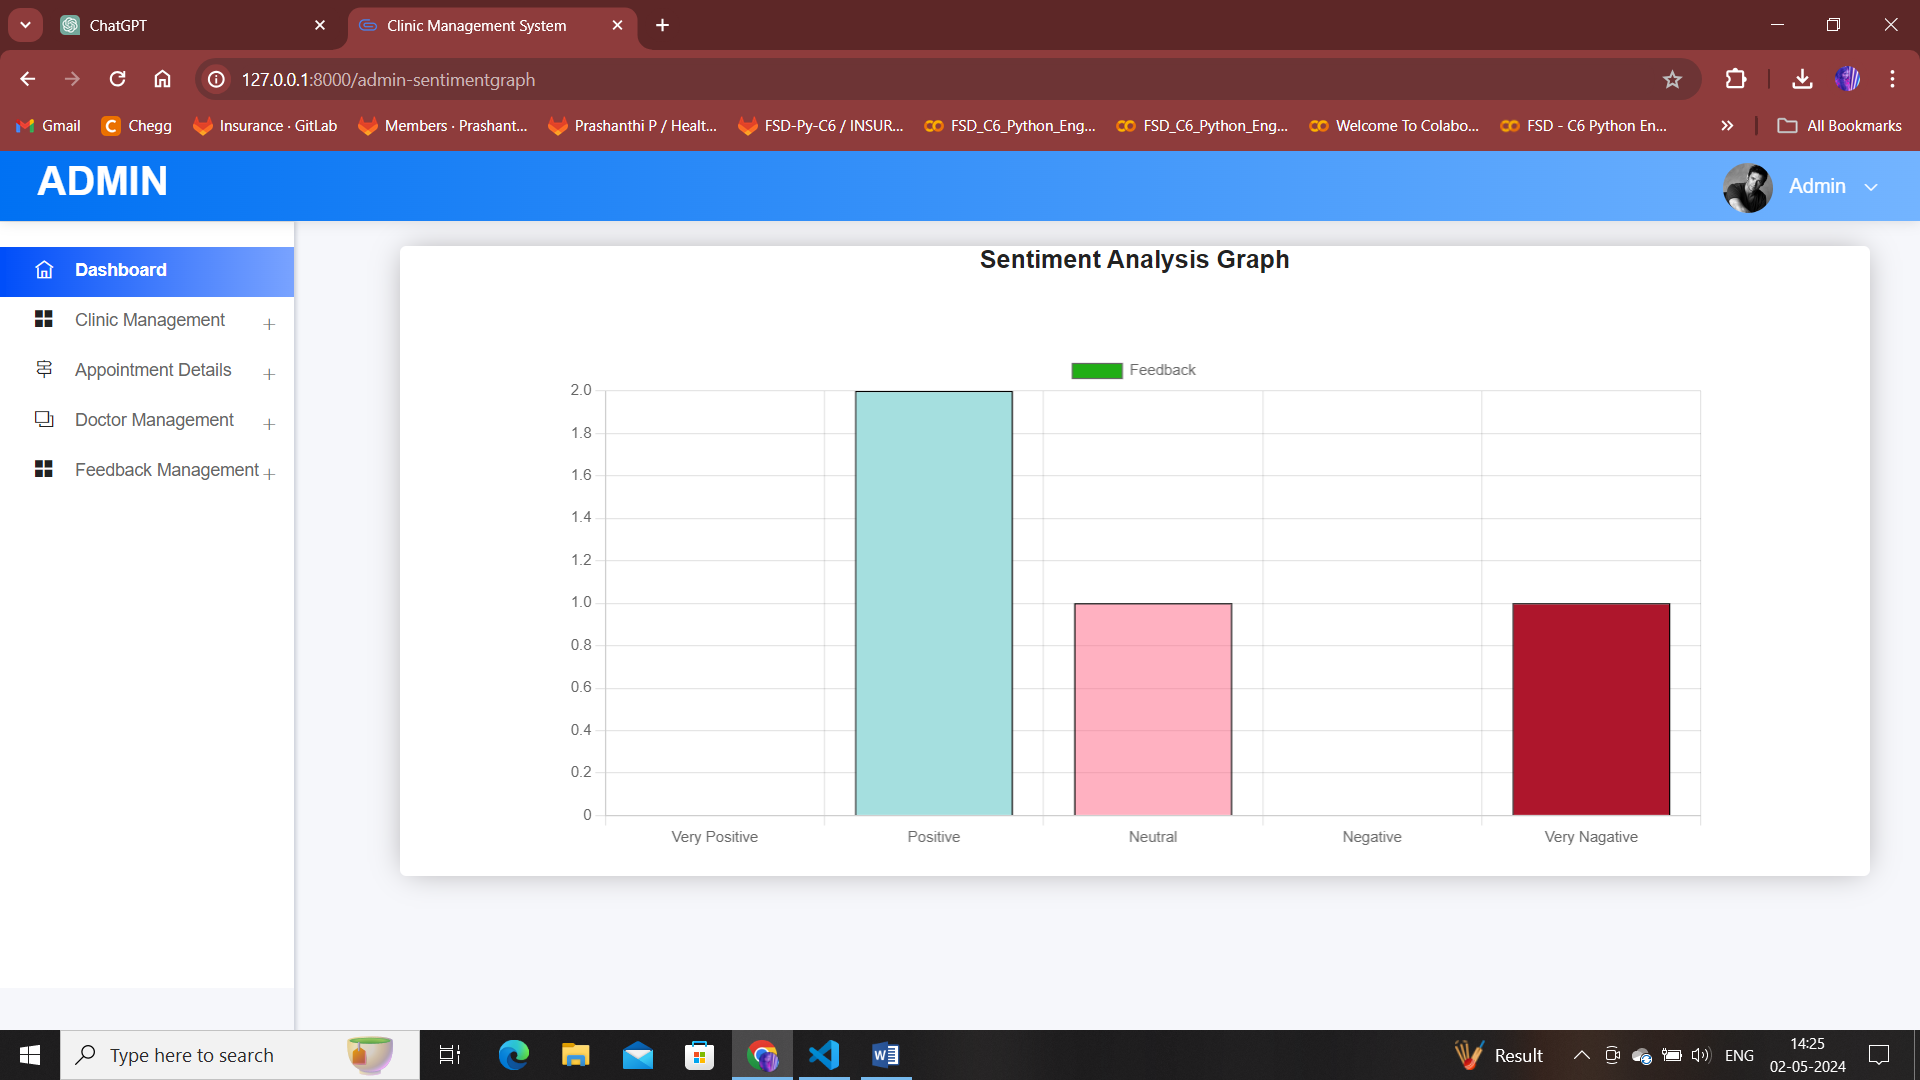 ChatGPT
Clinic Management System
127.0.0.1:8000/admin-sentimentgraph
Gmail
Chegg
Insurance · GitLab
Members · Prashant...
Prashanthi P / Healt...
FSD-Py-C6 / INSUR...
FSD_C6_Python_Eng...
FSD_C6_Python_Eng...
Welcome To Colabo...
FSD - C6 Python En...
All Bookmarks
ADMIN
Admin
Dashboard
Clinic Management
Appointment Details
Doctor Management
Feedback Management
Sentiment Analysis Graph
Feedback
2.0
1.8
1.6
1.4
1.2
1.0
0.8
0.6
0.4
0.2
0
Very Positive
Positive
Neutral
Negative
Very Nagative
Type here to search
Result
ENG
14:25
02-05-2024